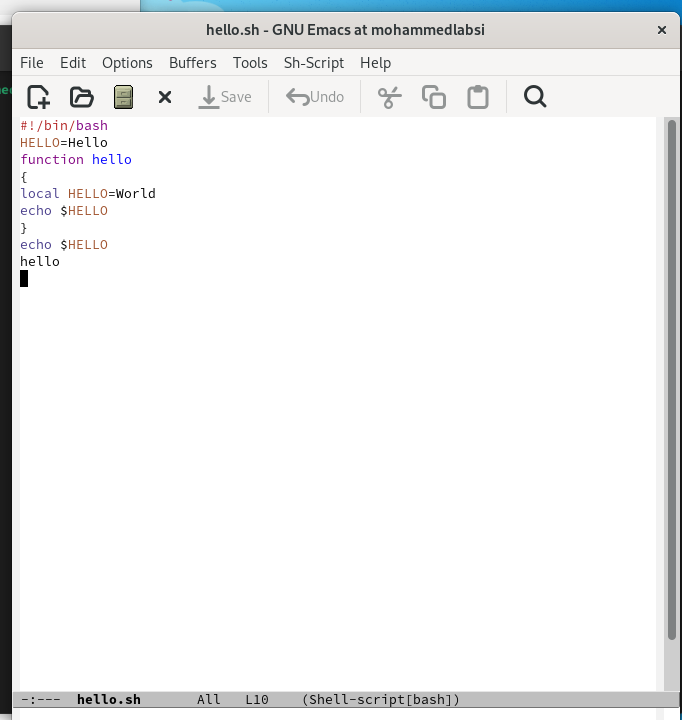 hello.sh - GNU Emacs at mohammedlabsi
File Edit Options Buffers Tools Sh-Script Help
Save Undo
#!/bin/bash
HELLO=Hello
function hello
{
local HELLO=World
echo $HELLO
}
echo $HELLO
hello
-:--- hello.sh All L10 (Shell-script[bash])